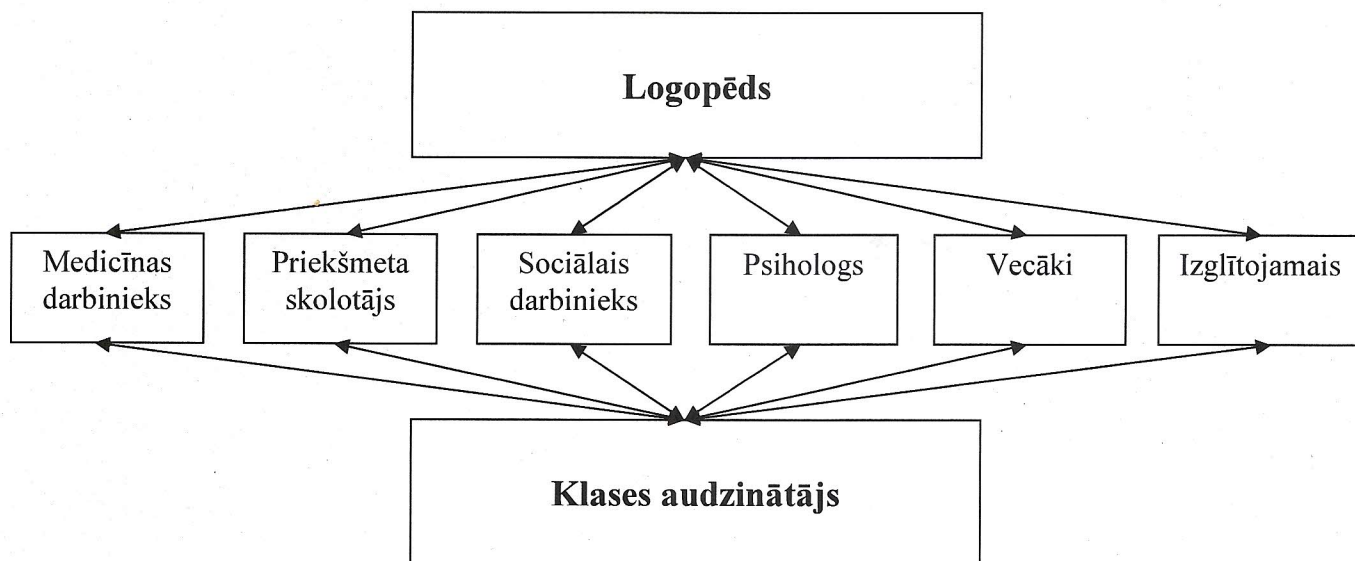 Logopēds
Medicīnas
darbinieks
Priekšmeta
skolotājs
Sociālais
darbinieks
Psihologs
Vecāki
Izglītojamais
Klases audzinātājs